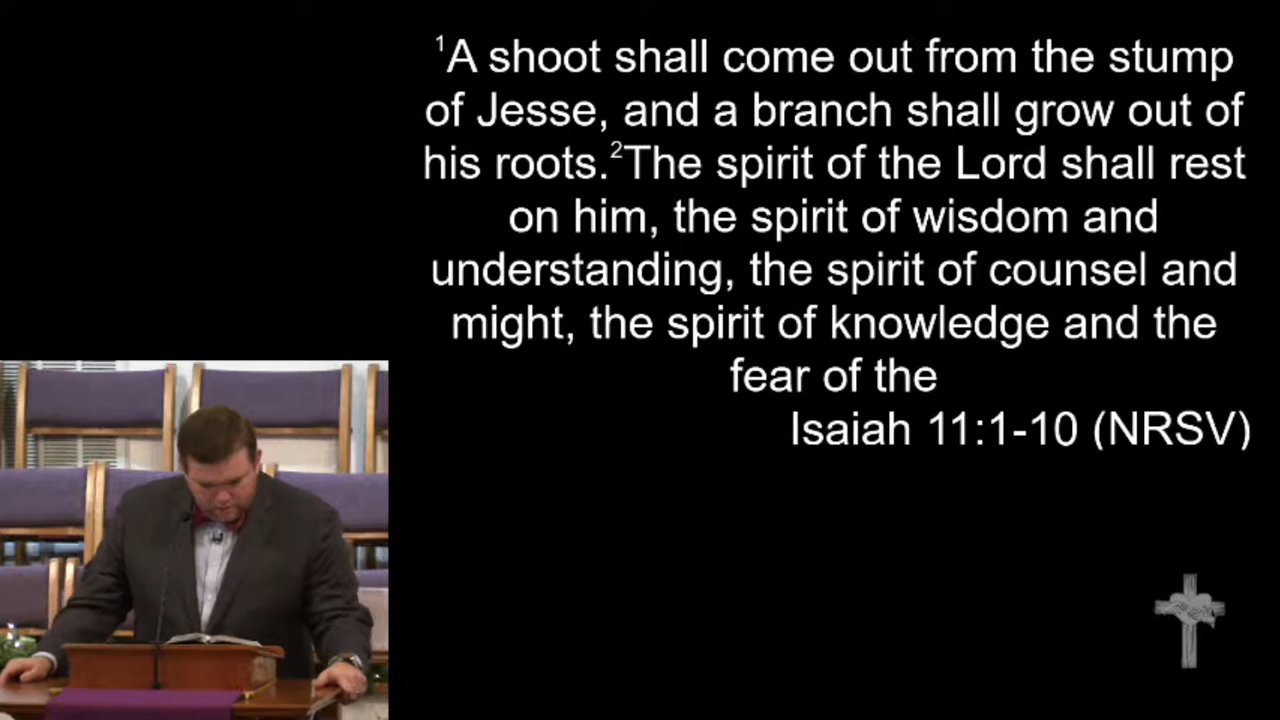 ¹A shoot shall come out from the stump
of Jesse, and a branch shall grow out of
his roots.²The spirit of the Lord shall rest
on him, the spirit of wisdom and
understanding, the spirit of counsel and
might, the spirit of knowledge and the
fear of the
Isaiah 11:1-10 (NRSV)